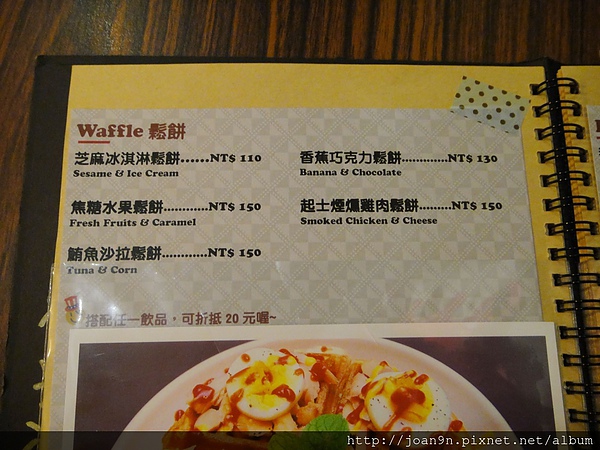 Waffle 鬆餅
芝麻冰淇淋鬆餅......NT$ 110
Sesame & Ice Cream
香蕉巧克力鬆餅.............NT$ 130
Banana & Chocolate
焦糖水果鬆餅............NT$ 150
Fresh Fruits & Caramel
起士煙燻雞肉鬆餅.........NT$ 150
Smoked Chicken & Cheese
鮪魚沙拉鬆餅.............NT$ 150
Tuna & Corn
搭配任一飲品，可折抵 20 元喔~
http://joan9n.pixnet.net/album